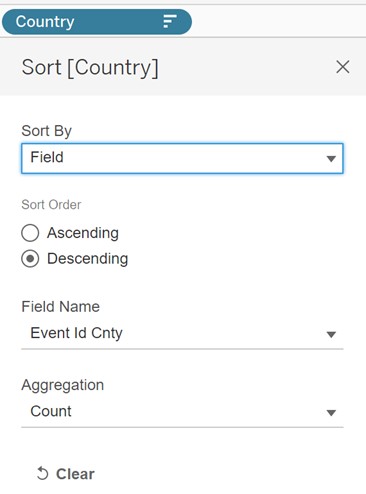 Country
Sort [Country]
Sort By
Field
Sort Order
Ascending
Descending
Field Name
Event Id Cnty
Aggregation
Count
Clear